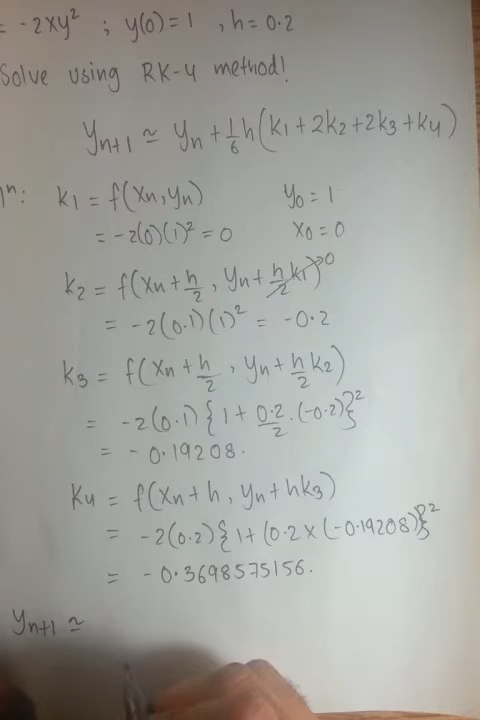 = -2xy² ; y(0)=1 , h=0.2
Solve using RK-4 method!
yₙ₊₁ ≃ yₙ + 1/6 h(k₁ + 2k₂ + 2k₃ + k₄)
ⁿ: k₁ = f(xₙ, yₙ) y₀ = 1
= -2(0)(1)² = 0 x₀ = 0
k₂ = f(xₙ + h/2 , yₙ + h/2 k₁) 0
= -2(0.1)(1)² = -0.2
k₃ = f(xₙ + h/2 , yₙ + h/2 k₂)
= -2(0.1){1 + 0.2/2 . (-0.2)}²
= -0.19208.
k₄ = f(xₙ + h, yₙ + hk₃)
= -2(0.2){1 + (0.2 × (-0.19208)}²
= -0.3698575156.
yₙ₊₁ ≃